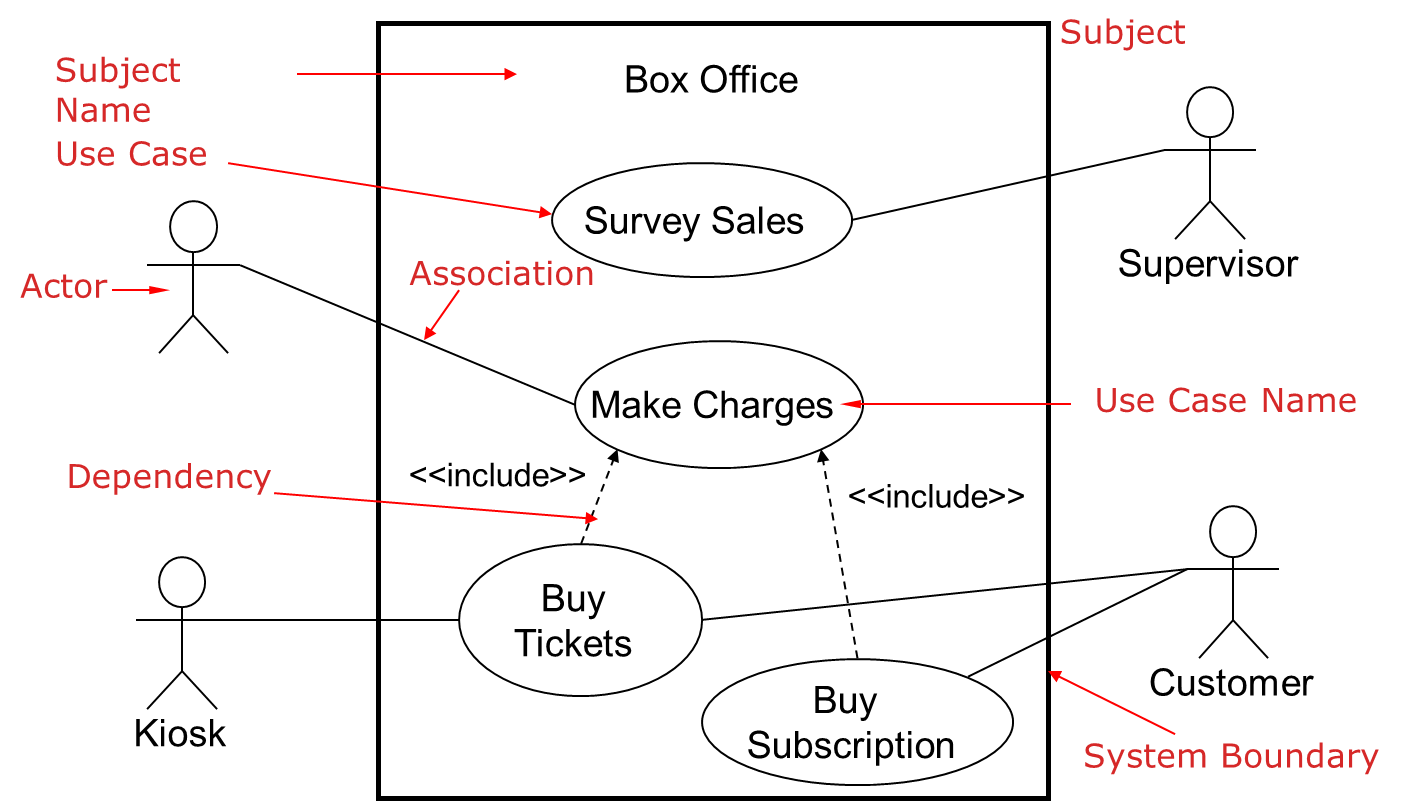 Subject
Subject
Name
Box Office
Use Case
Survey Sales
Supervisor
Association
Actor
Make Charges
Use Case Name
Dependency
<<include>>
<<include>>
Buy
Tickets
Customer
Buy
Subscription
Kiosk
System Boundary